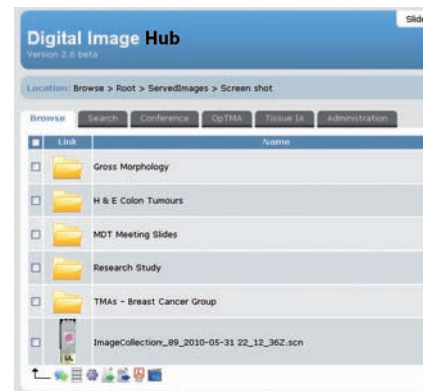 Slide
Digital Image Hub
Version 2.6 beta
Location: Browse > Root > ServedImages > Screen shot
Browse Search Conference OpTMA Tissue IA Administration
Link Name
Gross Morphology
H & E Colon Tumours
MDT Meeting Slides
Research Study
TMAs - Breast Cancer Group
ImageCollection_89_2010-05-31 22_12_36Z.scn